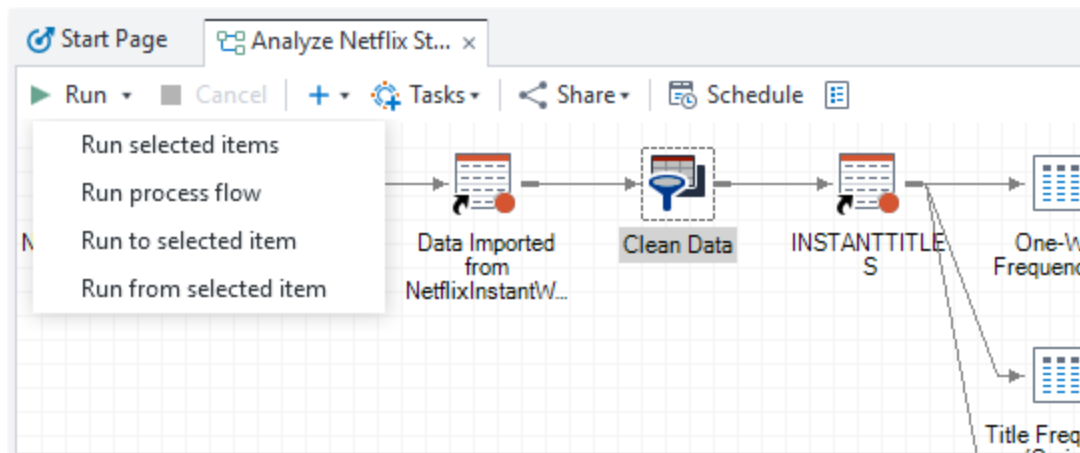 Start Page
Analyze Netflix St... ×
Run Cancel Tasks Share Schedule
Run selected items
Run process flow
Run to selected item
Run from selected item
N
Data Imported
from
NetflixInstantW...
Clean Data
INSTANTTITLE
S
One-W
Frequenc
Title Freq